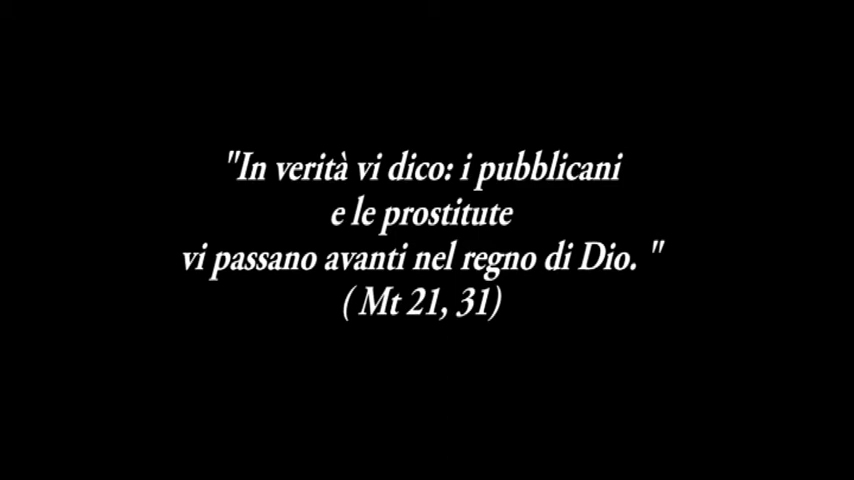 "In verità vi dico: i pubblicani
e le prostitute
vi passano avanti nel regno di Dio. "
( Mt 21, 31)